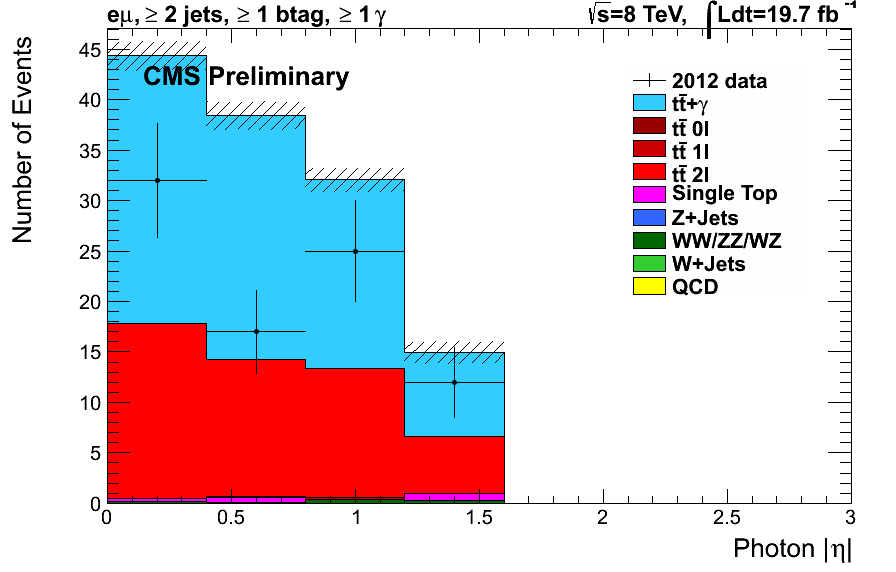 eμ, ≥ 2 jets, ≥ 1 btag, ≥ 1 γ
√s=8 TeV, ∫Ldt=19.7 fb⁻¹
CMS Preliminary
Number of Events
45
40
35
30
25
20
15
10
5
0
2012 data
tt̄+γ
tt̄ 0l
tt̄ 1l
tt̄ 2l
Single Top
Z+Jets
WW/ZZ/WZ
W+Jets
QCD
0 0.5 1 1.5 2 2.5 3
Photon |η|